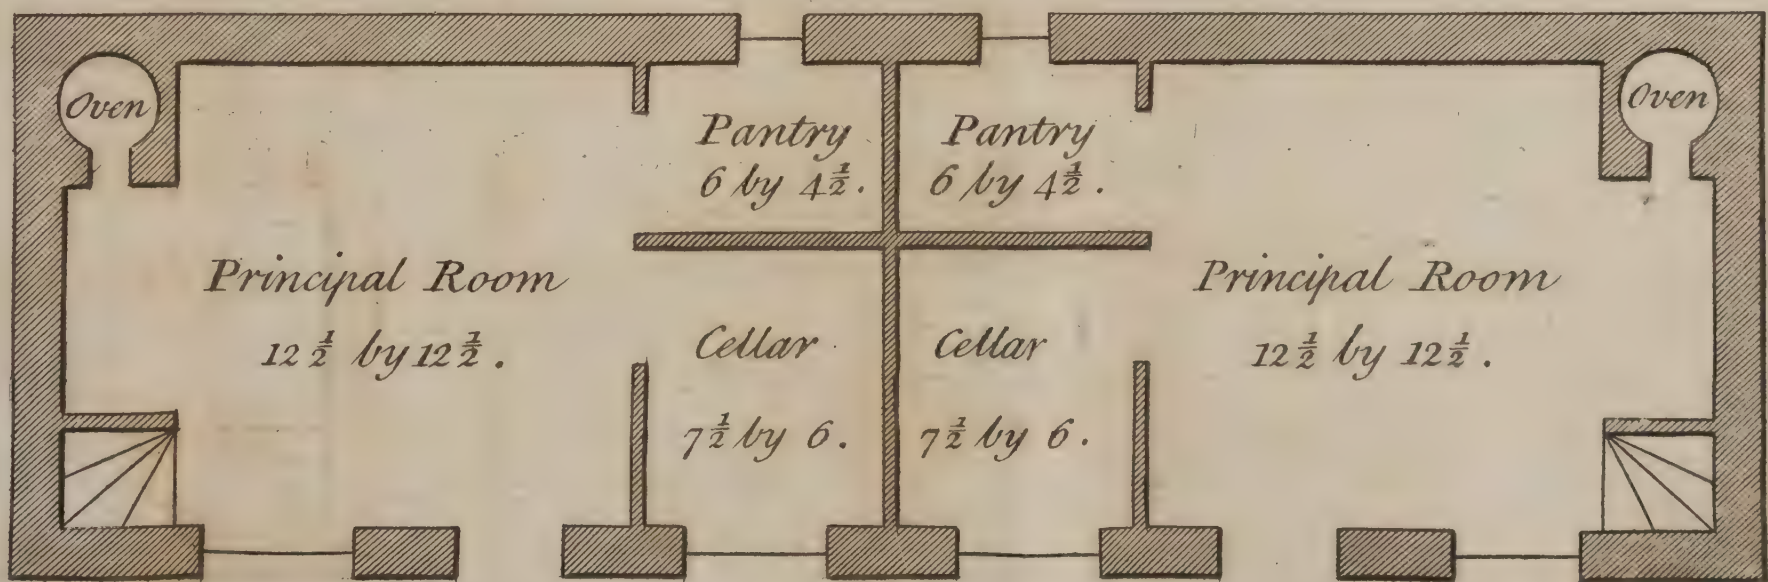 Oven
Oven
Pantry
6 by 4½.
Pantry
6 by 4½.
Principal Room
12½ by 12½.
Principal Room
12½ by 12½.
Cellar
7½ by 6.
Cellar
7½ by 6.